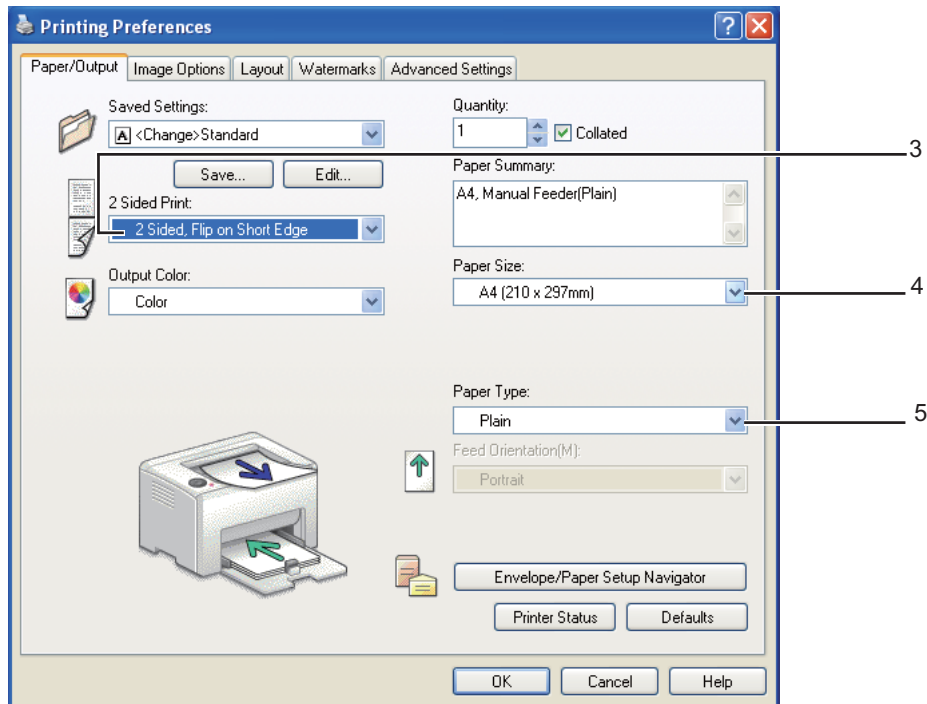 Printing Preferences
Paper/Output Image Options Layout Watermarks Advanced Settings
Saved Settings:
A <Change>Standard
Save... Edit...
2 Sided Print:
2 Sided, Flip on Short Edge
Output Color:
Color
Quantity:
1 Collated
Paper Summary:
A4, Manual Feeder(Plain)
Paper Size:
A4 (210 x 297mm)
Paper Type:
Plain
Feed Orientation(M):
Portrait
Envelope/Paper Setup Navigator
Printer Status Defaults
OK Cancel Help
3
4
5